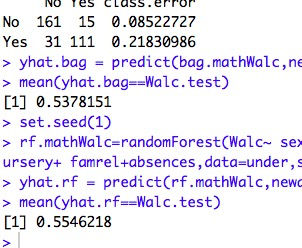 No Yes class.error
No 161 15 0.08522727
Yes 31 111 0.21830986
> yhat.bag = predict(bag.mathWalc,ne
> mean(yhat.bag==Walc.test)
[1] 0.5378151
> set.seed(1)
> rf.mathWalc=randomForest(Walc~ sex
ursery+ famrel+absences,data=under,s
> yhat.rf = predict(rf.mathWalc,newd
> mean(yhat.rf==Walc.test)
[1] 0.5546218
>